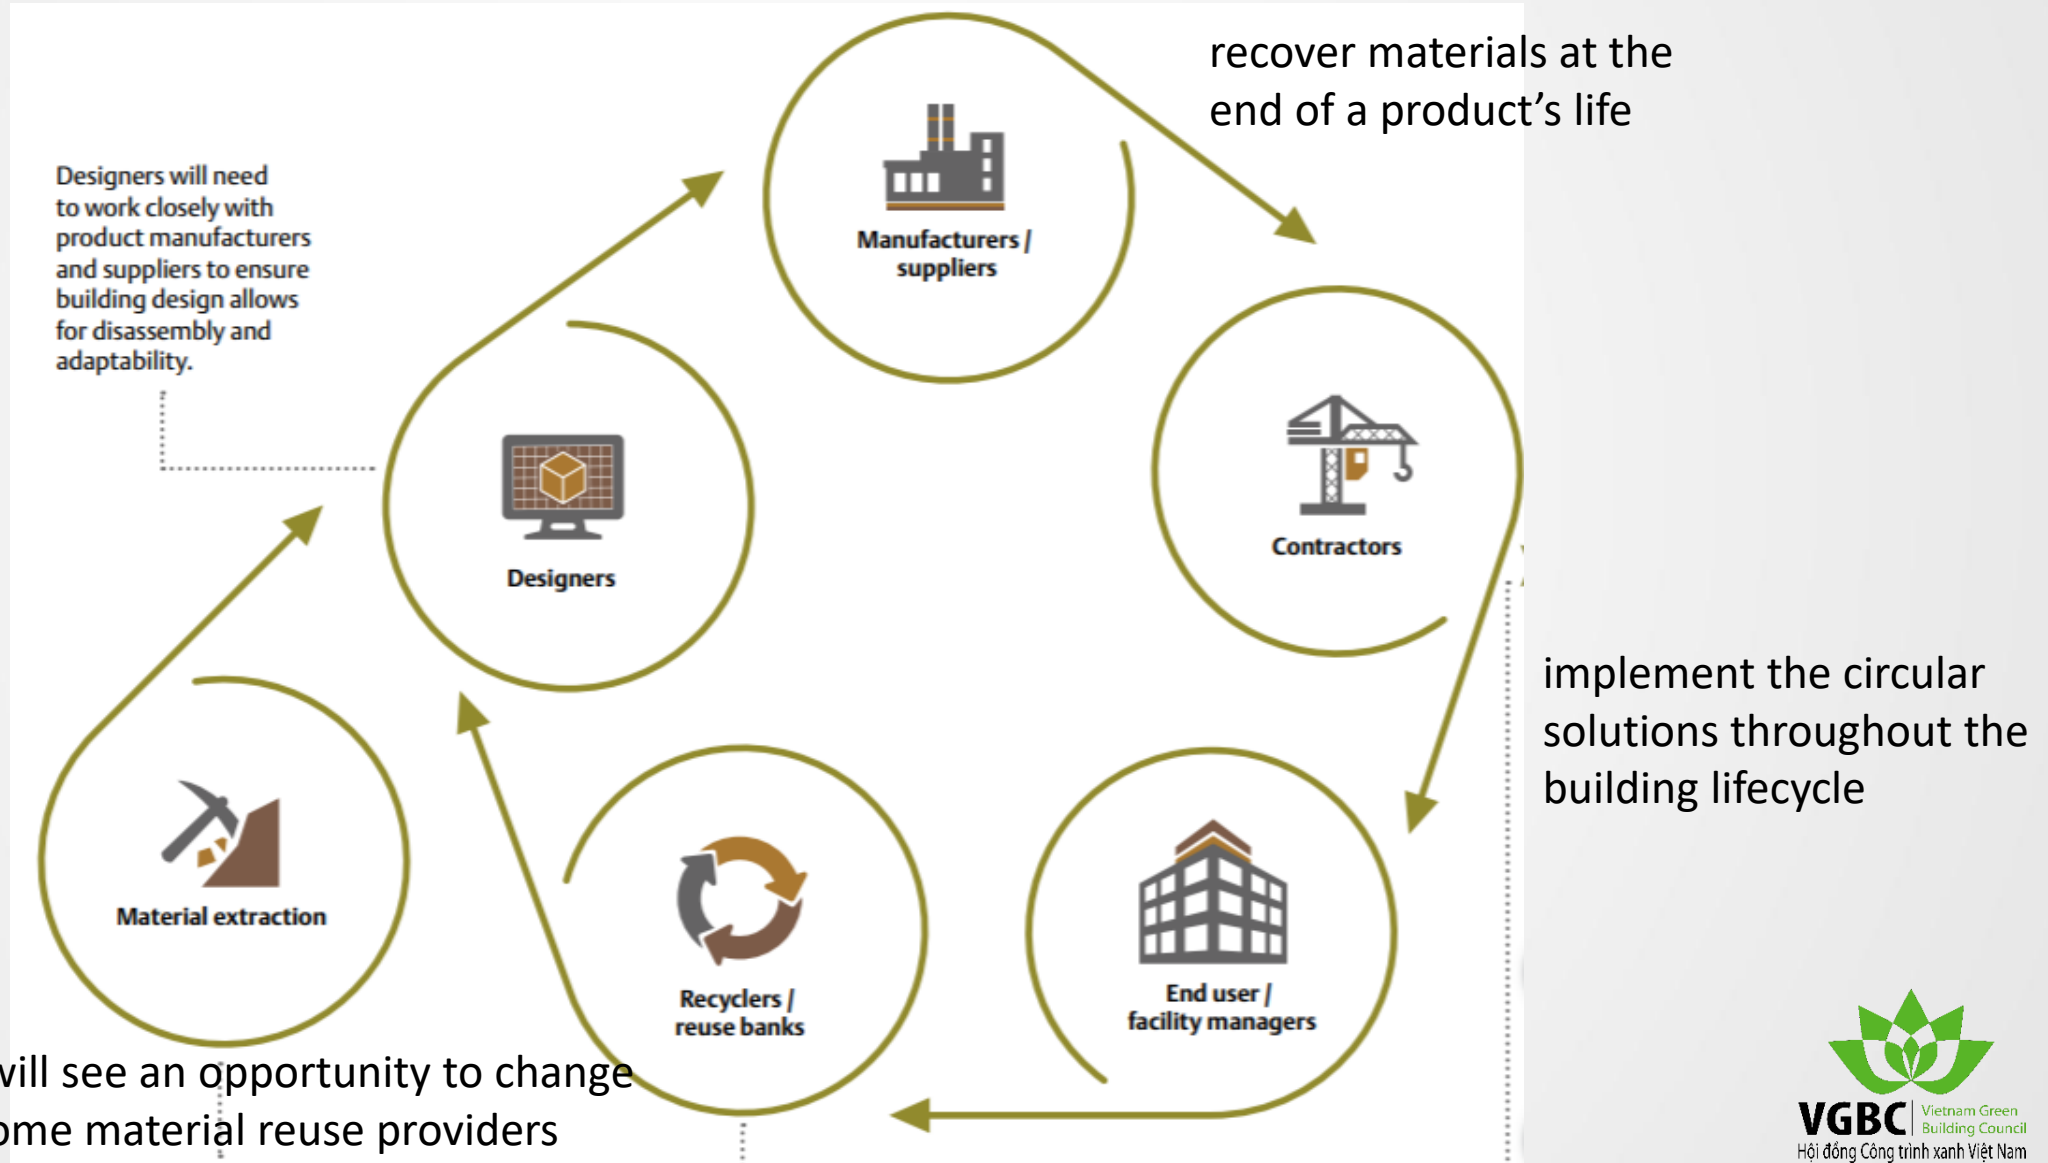 recover materials at the
end of a product's life
Designers will need
to work closely with
product manufacturers
and suppliers to ensure
building design allows
for disassembly and
adaptability.
Manufacturers /
suppliers
Contractors
Designers
implement the circular
solutions throughout the
building lifecycle
Material extraction
Recyclers /
reuse banks
End user /
facility managers
will see an opportunity to change
material reuse providers
VGBC
Vietnam Green
Building Council
Hội đồng Công trình xanh Việt Nam